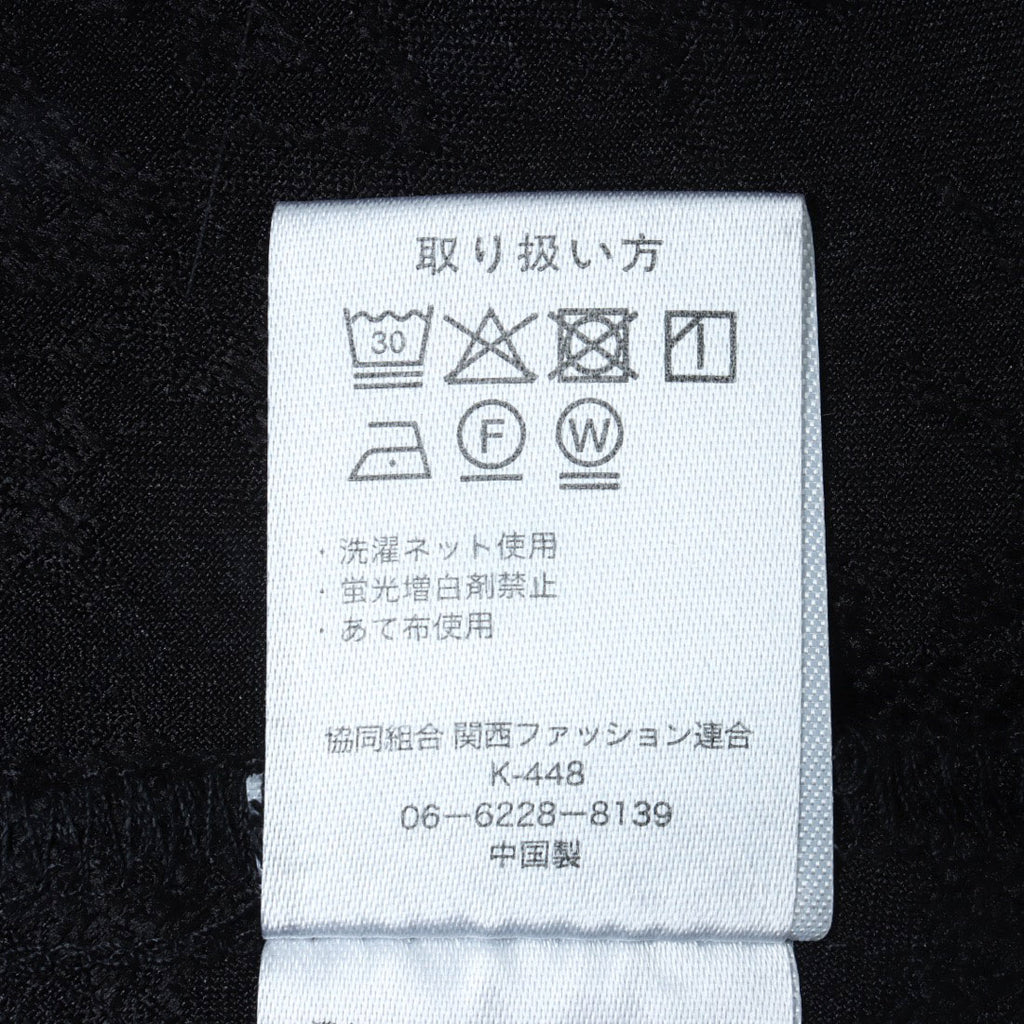 取り扱い方
30
F W
・洗濯ネット使用
・蛍光増白剤禁止
・あて布使用
協同組合 関西ファッション連合
K-448
06-6228-8139
中国製